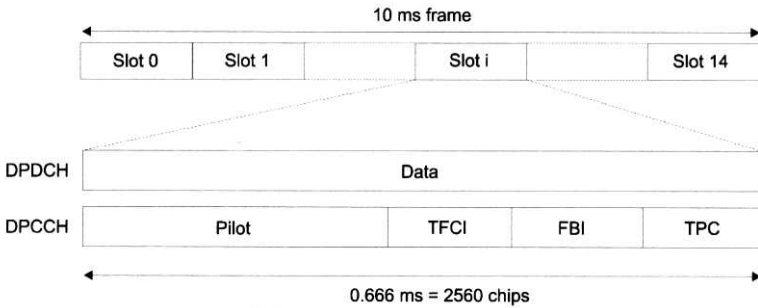 10 ms frame
Slot 0 Slot 1 Slot i Slot 14
DPDCH Data
DPCCH Pilot TFCI FBI TPC
0.666 ms = 2560 chips